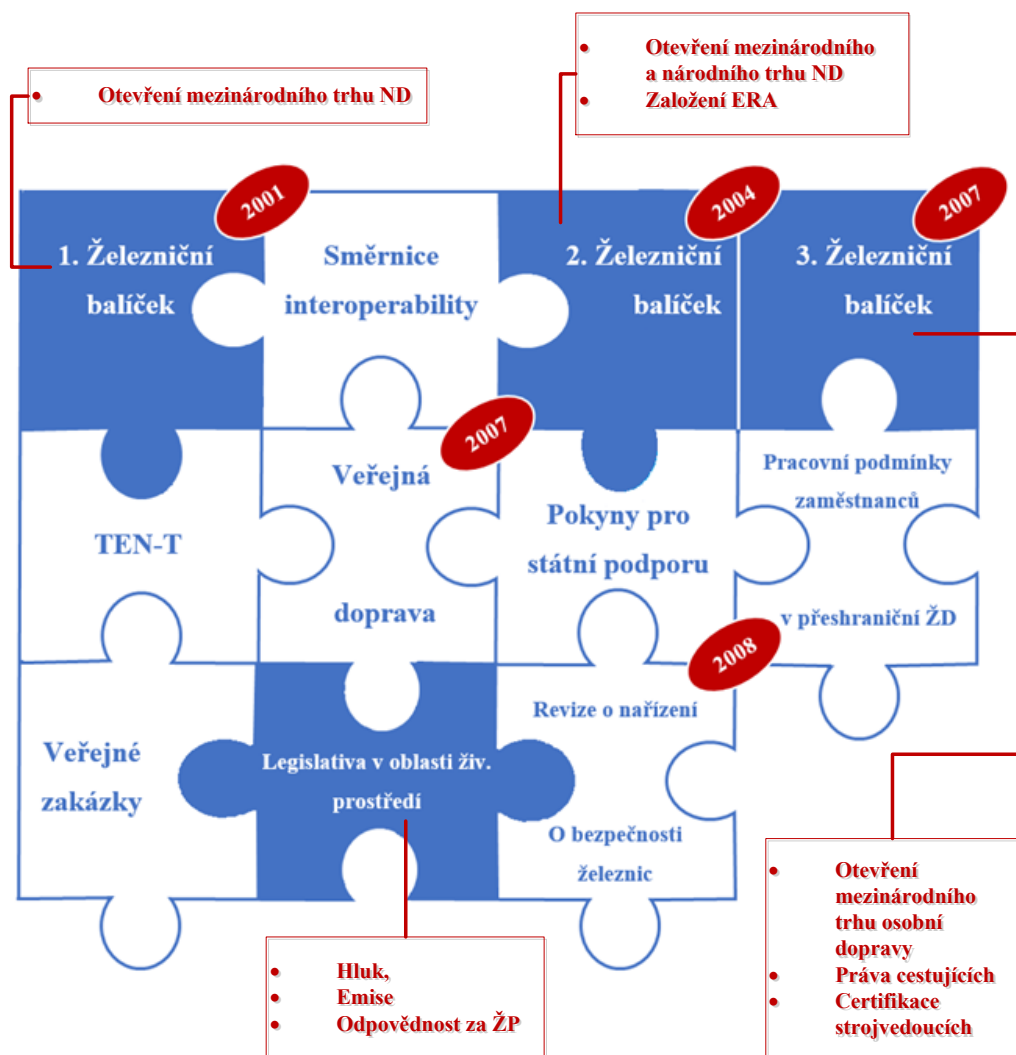 • Otevření mezinárodního trhu ND
• Otevření mezinárodního
a národního trhu ND
• Založení ERA
2001
2004
2007
1. Železniční
balíček
Směrnice
interoperability
2. Železniční
balíček
3. Železniční
balíček
2007
TEN-T
Veřejná
doprava
Pokyny pro
státní podporu
Pracovní podmínky
zaměstnanců
v přeshraniční ŽD
2008
Veřejné
zakázky
Legislativa v oblasti živ.
prostředí
Revize o nařízení
O bezpečnosti
železnic
• Hluk,
• Emise
• Odpovědnost za ŽP
• Otevření
mezinárodního
trhu osobní
dopravy
• Práva cestujících
• Certifikace
strojvedoucích